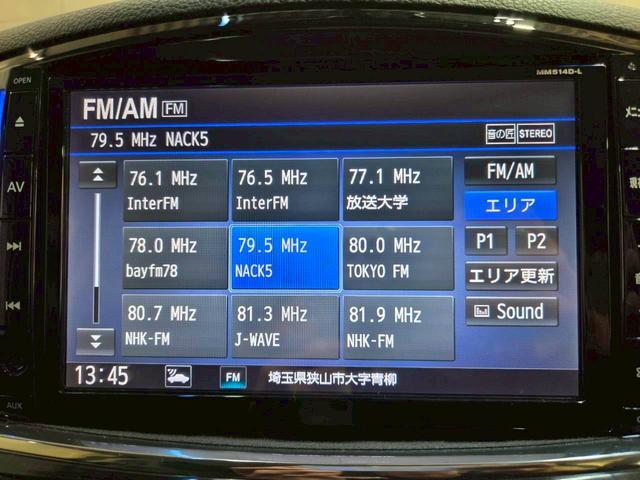 OPEN
MM514D-L
FM/AM FM
79.5 MHz NACK5 音の匠 STEREO
76.1 MHz InterFM
76.5 MHz InterFM
77.1 MHz 放送大学
FM/AM
エリア
AV
78.0 MHz bayfm78
79.5 MHz NACK5
80.0 MHz TOKYO FM
P1 P2
エリア更新
80.7 MHz NHK-FM
81.3 MHz J-WAVE
81.9 MHz NHK-FM
Sound
13:45 FM 埼玉県狭山市大字青柳
AUX